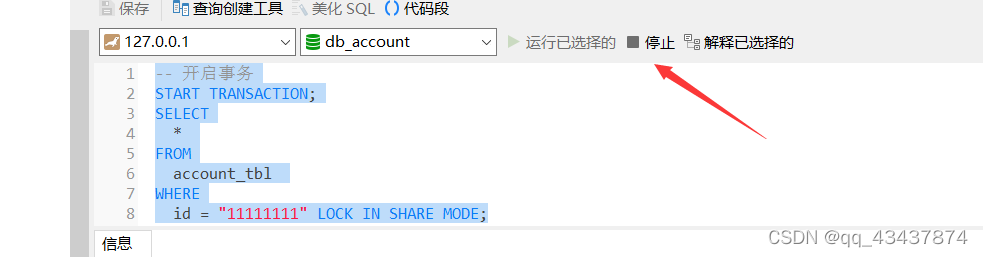 保存 查询创建工具 美化 SQL () 代码段
127.0.0.1 db_account 运行已选择的 停止 解释已选择的
1 -- 开启事务
2 START TRANSACTION;
3 SELECT
4 *
5 FROM
6 account_tbl
7 WHERE
8 id = "11111111" LOCK IN SHARE MODE;
信息
CSDN @qq_43437874